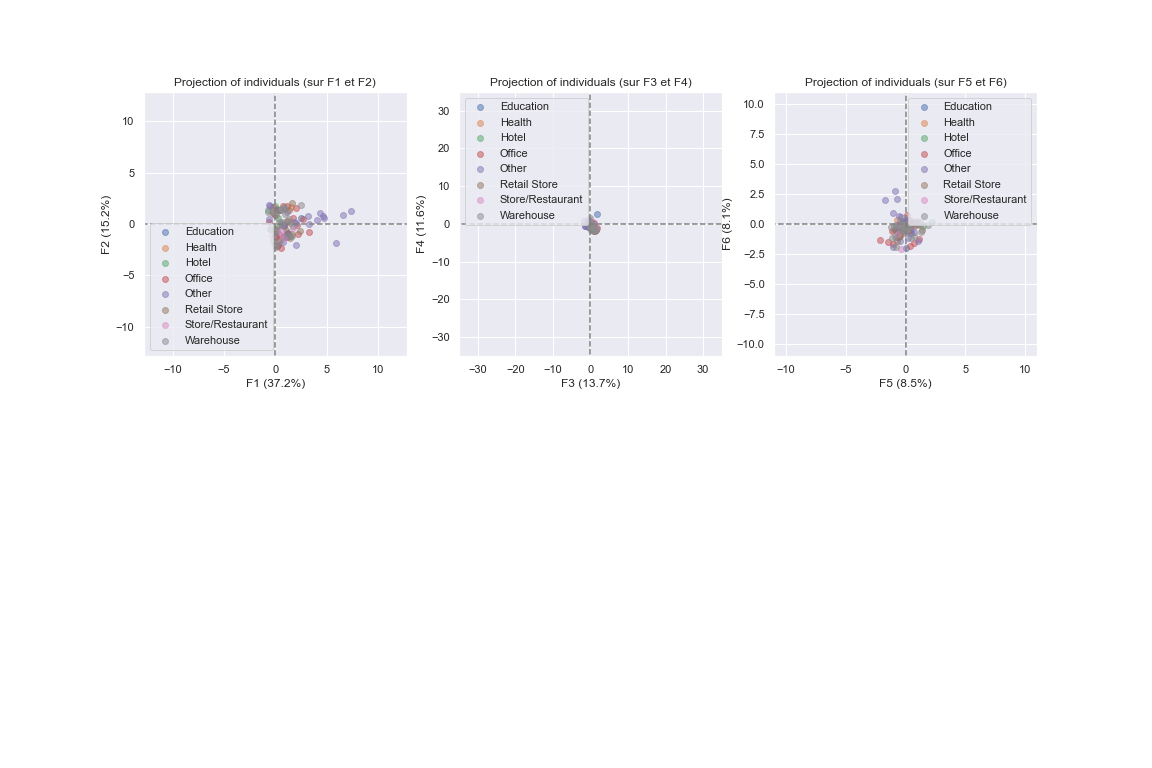 Projection of individuals (sur F1 et F2)
10
5
0
−5
−10
F2 (15.2%)
Education
Health
Hotel
Office
Other
Retail Store
Store/Restaurant
Warehouse
−10
−5
0
5
10
F1 (37.2%)
Projection of individuals (sur F3 et F4)
30
20
10
0
−10
−20
−30
F4 (11.6%)
Education
Health
Hotel
Office
Other
Retail Store
Store/Restaurant
Warehouse
−30
−20
−10
0
10
20
30
F3 (13.7%)
Projection of individuals (sur F5 et F6)
10.0
7.5
5.0
2.5
0.0
−2.5
−5.0
−7.5
−10.0
F6 (8.1%)
Education
Health
Hotel
Office
Other
Retail Store
Store/Restaurant
Warehouse
−10
−5
0
5
10
F5 (8.5%)